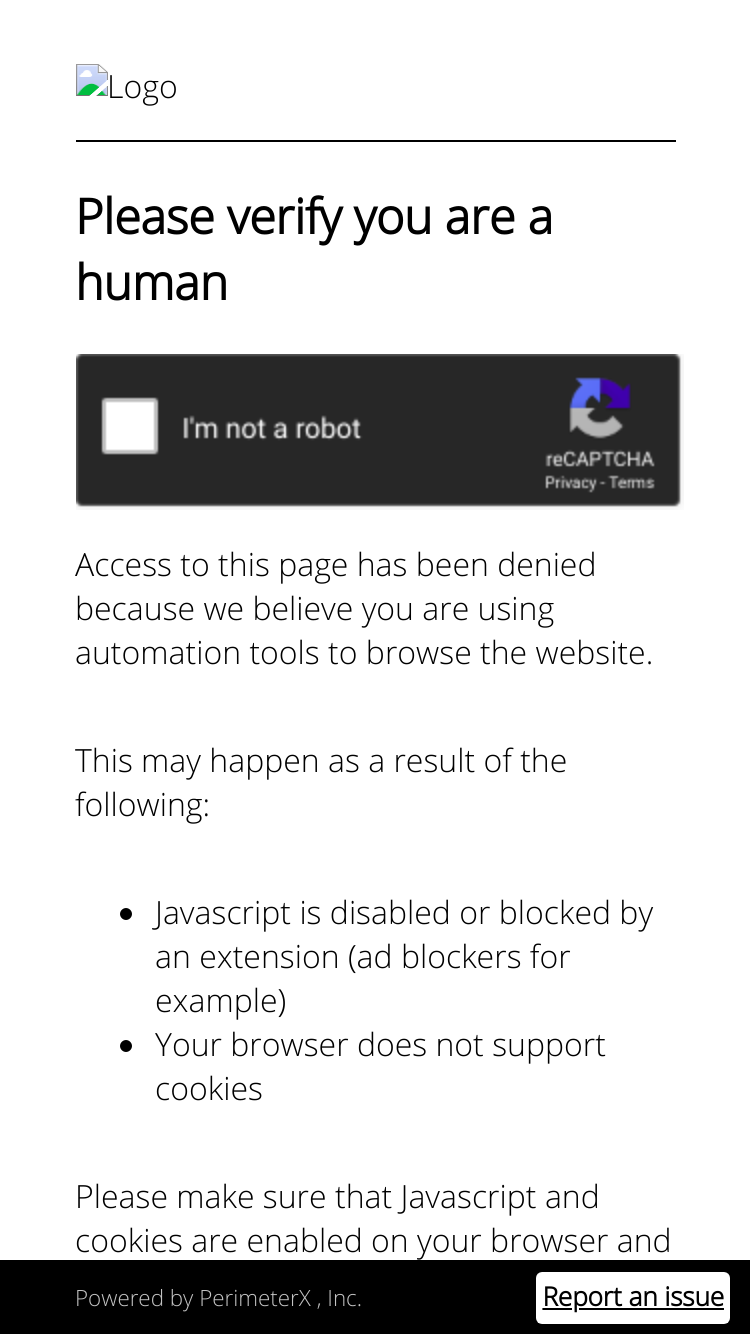 Logo
Please verify you are a
human
I'm not a robot
reCAPTCHA
Privacy - Terms
Access to this page has been denied
because we believe you are using
automation tools to browse the website.
This may happen as a result of the
following:
Javascript is disabled or blocked by
an extension (ad blockers for
example)
Your browser does not support
cookies
Please make sure that Javascript and
cookies are enabled on your browser and
Powered by PerimeterX , Inc.
Report an issue